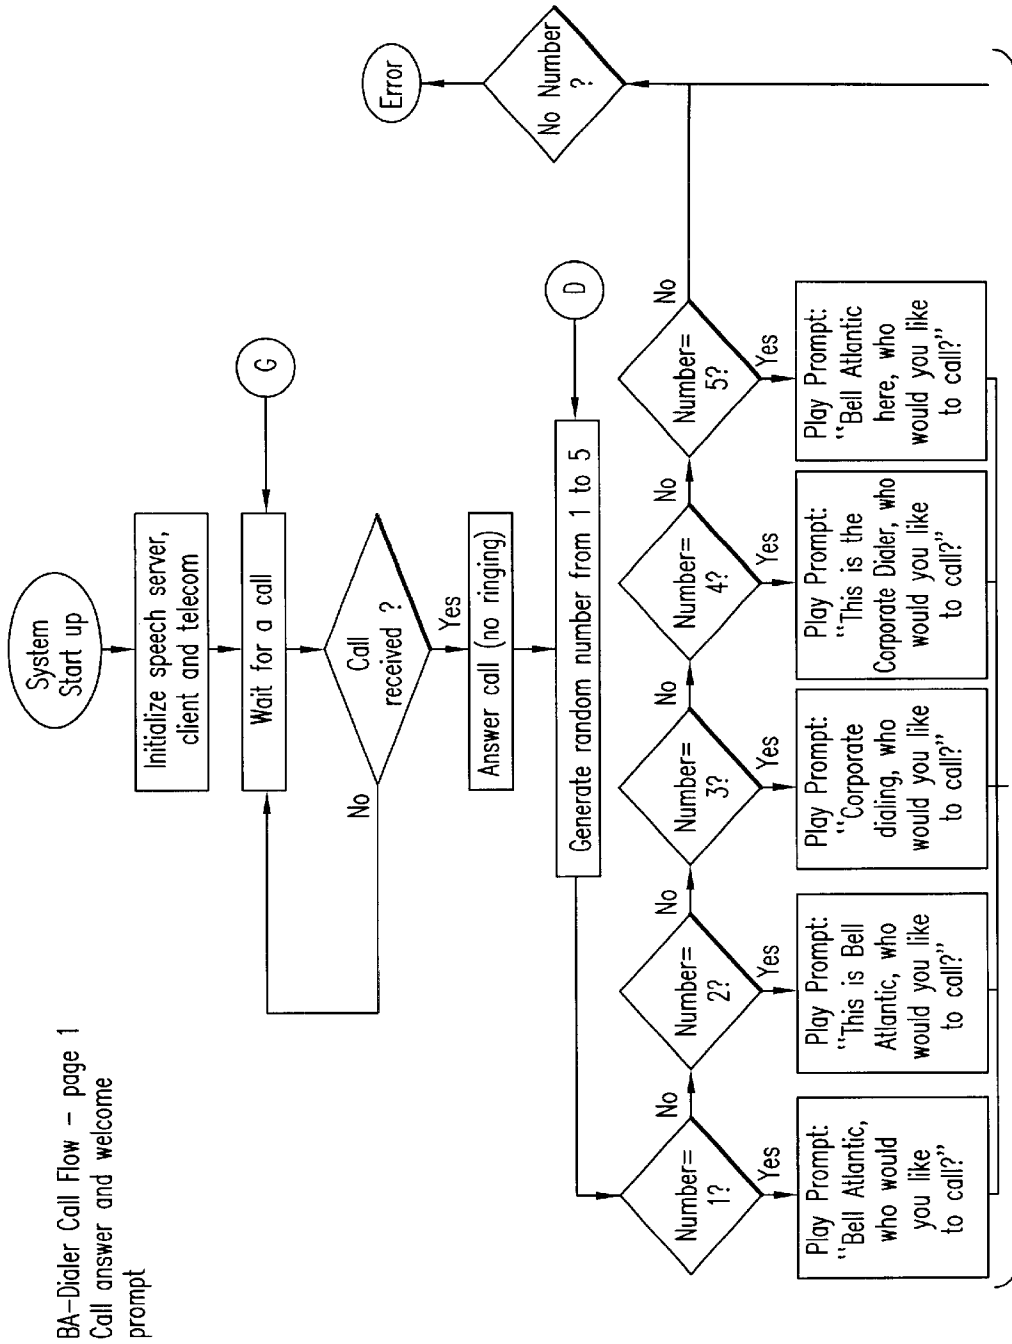 BA-Dialer Call Flow – page 1
Call answer and welcome
prompt
System
Start up
Initialize speech server,
client and telecom
G
Wait for a call
Call
received ?
No
Yes
Answer call (no ringing)
D
Generate random number from 1 to 5
Number=
1?
No
Yes
Number=
2?
No
Yes
Number=
3?
No
Yes
Number=
4?
No
Yes
Number=
5?
No
Yes
No Number
?
Error
Play Prompt:
“Bell Atlantic,
who would
you like
to call?”
Play Prompt:
“This is Bell
Atlantic, who
would you like
to call?”
Play Prompt:
“Corporate
dialing, who
would you like
to call?”
Play Prompt:
“This is the
Corporate Dialer, who
would you like
to call?”
Play Prompt:
“Bell Atlantic
here, who
would you like
to call?”